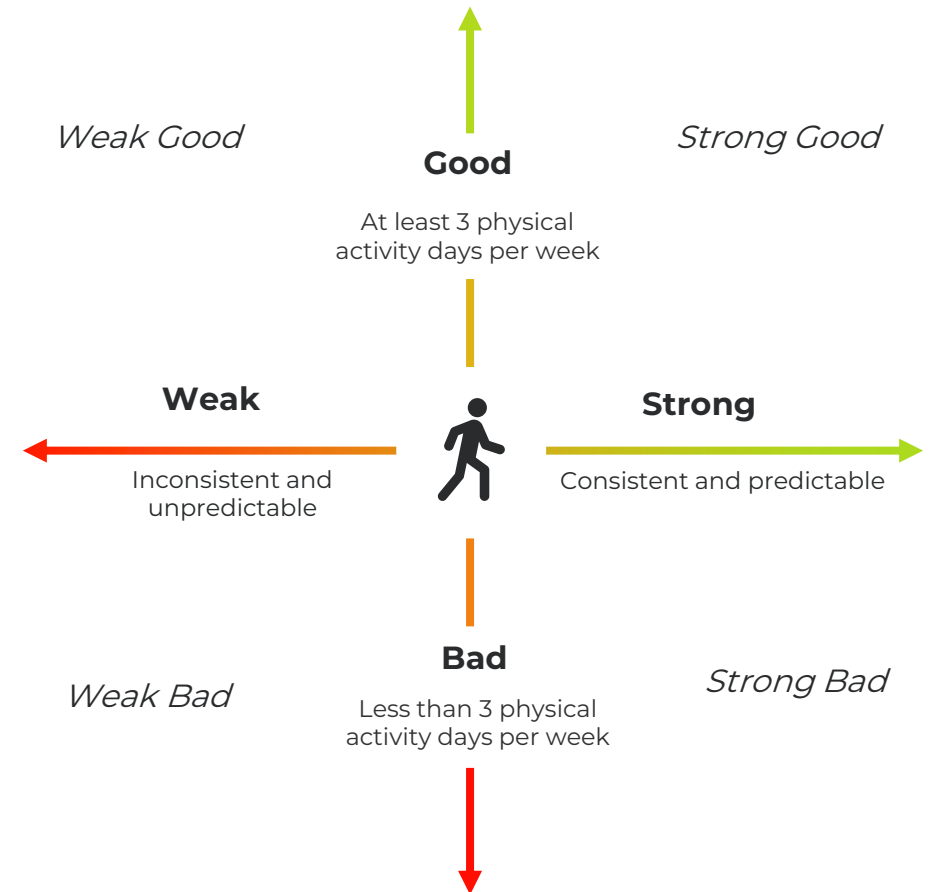 Weak Good
Strong Good
Good
At least 3 physical
activity days per week
Weak
Strong
Inconsistent and
unpredictable
Consistent and predictable
Bad
Less than 3 physical
activity days per week
Weak Bad
Strong Bad